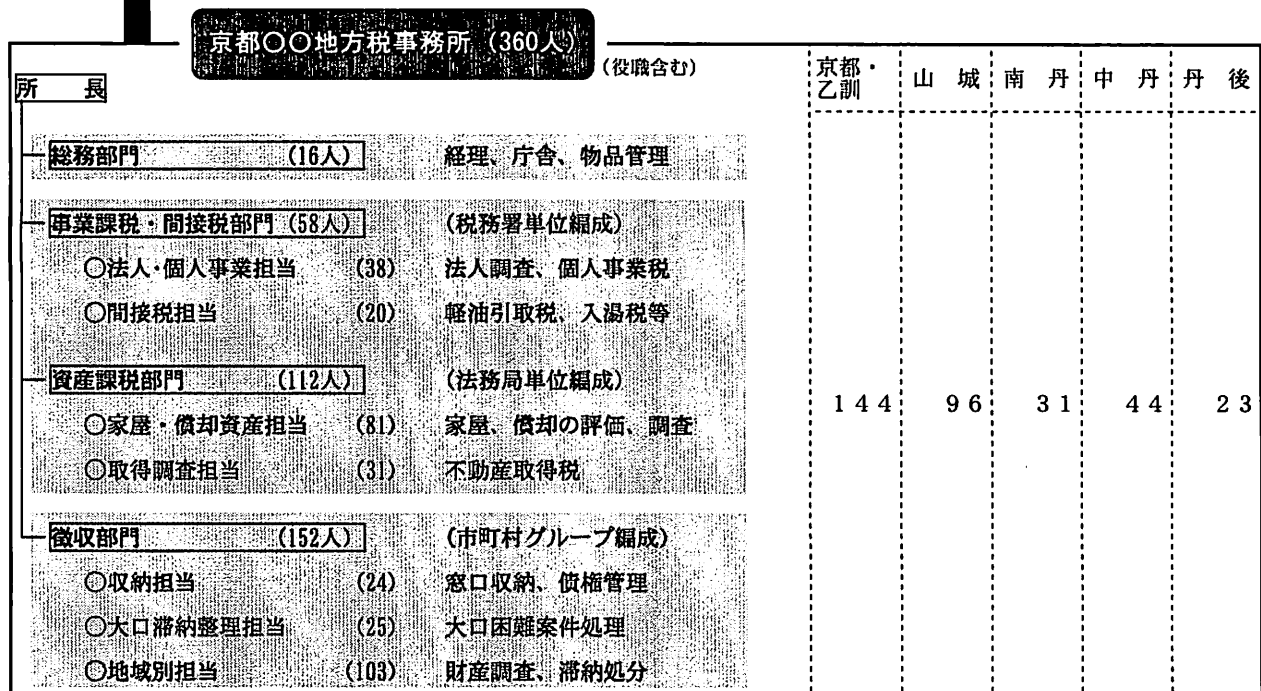 京都〇〇地方税事務所 (360人)
(役職含む)
京都・乙訓 山城 南丹 中丹 丹後
所長
総務部門 (16人) 経理、庁舎、物品管理
事業課税・間接税部門 (58人) (税務署単位編成)
〇法人・個人事業担当 (38) 法人調査、個人事業税
〇間接税担当 (20) 軽油引取税、入湯税等
資産課税部門 (112人) (法務局単位編成)
144 96 31 44 23
〇家屋・償却資産担当 (81) 家屋、償却の評価、調査
〇取得調査担当 (31) 不動産取得税
徴収部門 (152人) (市町村グループ編成)
〇収納担当 (24) 窓口収納、債権管理
〇大口滞納整理担当 (25) 大口困難案件処理
〇地域別担当 (103) 財産調査、滞納処分